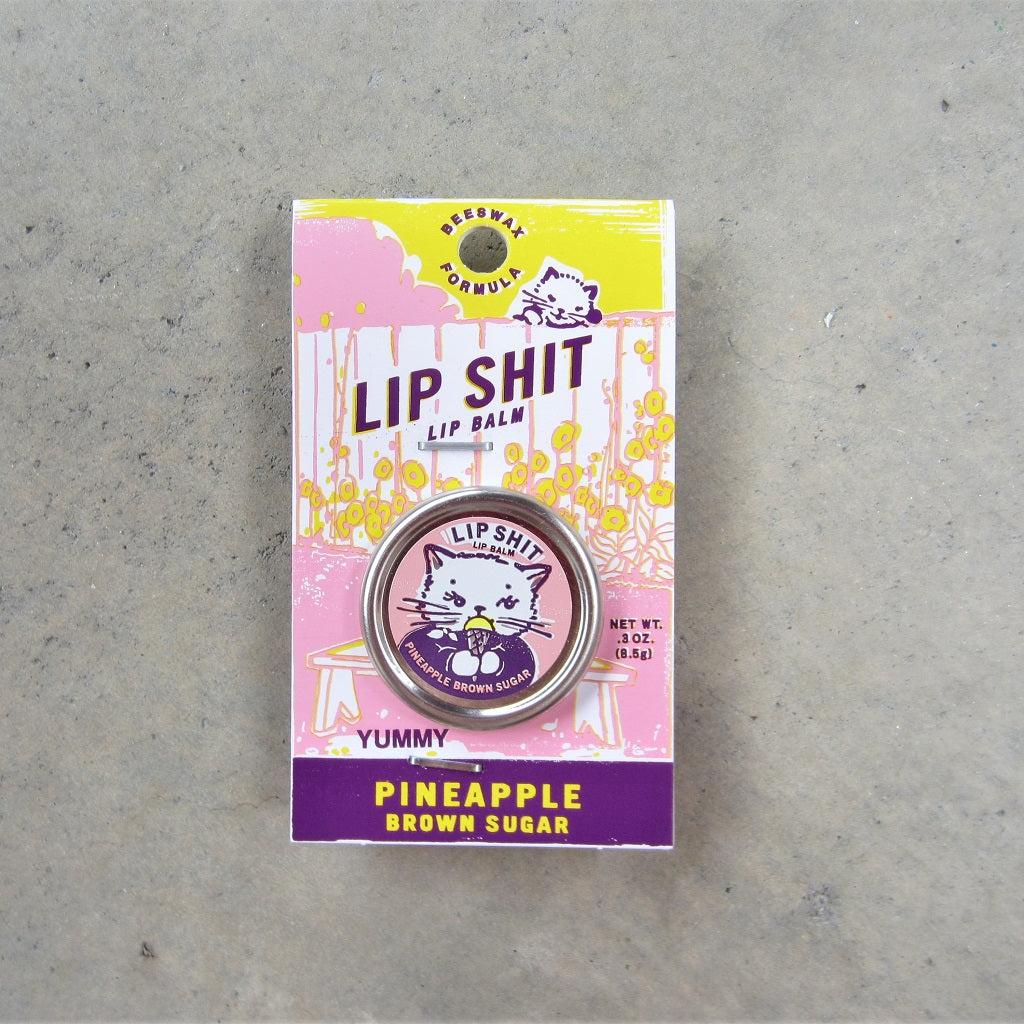 BEESWAX
FORMULA
LIP SHIT
LIP BALM
LIP SHIT
LIP BALM
PINEAPPLE BROWN SUGAR
NET WT.
.3 OZ.
(8.5g)
YUMMY
PINEAPPLE
BROWN SUGAR